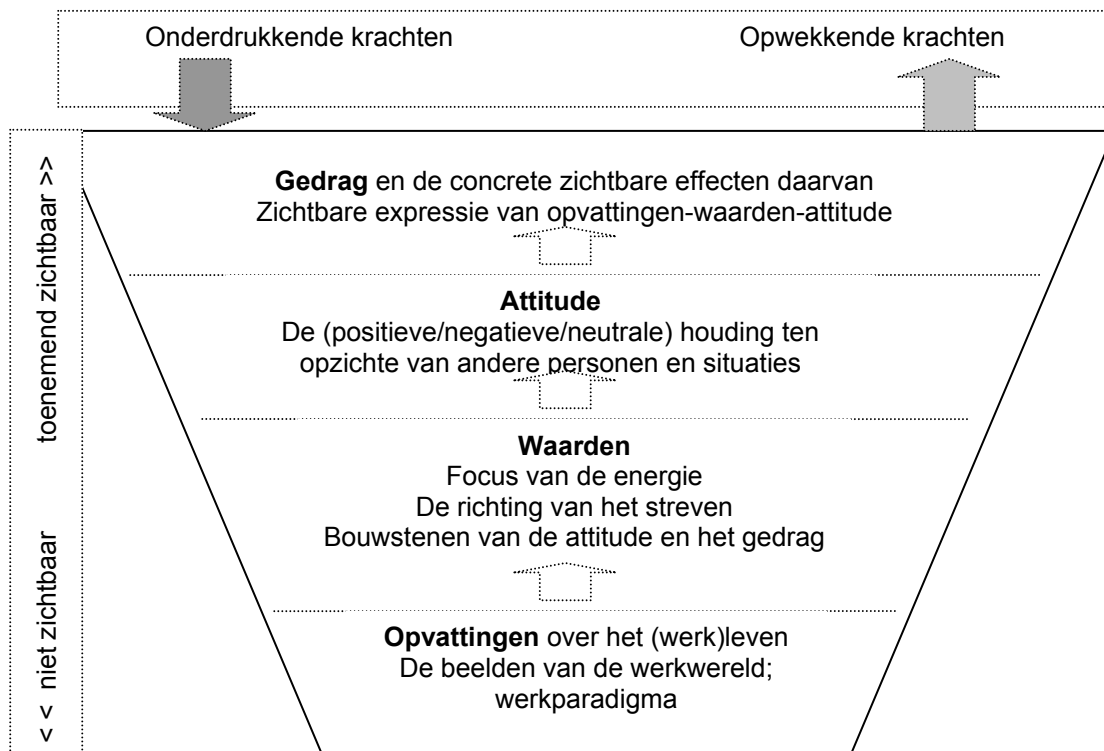 Onderdrukkende krachten
Opwekkende krachten
toenemend zichtbaar >>
< < niet zichtbaar
Gedrag en de concrete zichtbare effecten daarvan
Zichtbare expressie van opvattingen-waarden-attitude
Attitude
De (positieve/negatieve/neutrale) houding ten
opzichte van andere personen en situaties
Waarden
Focus van de energie
De richting van het streven
Bouwstenen van de attitude en het gedrag
Opvattingen over het (werk)leven
De beelden van de werkwereld;
werkparadigma